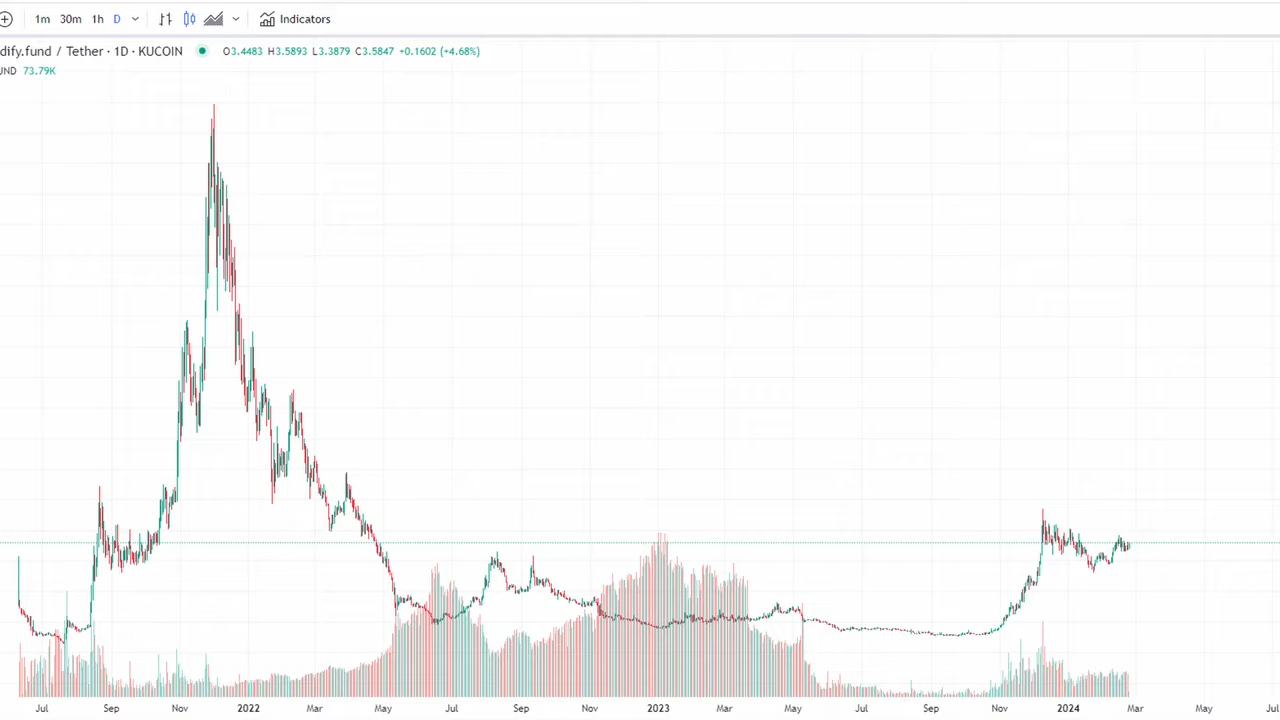 1m 30m 1h D Indicators
dify.fund / Tether · 1D · KUCOIN O3.4483 H3.5893 L3.3879 C3.5847 +0.1602 (+4.68%)
UND 73.79K
Jul Sep Nov 2022 Mar May Jul Sep Nov 2023 Mar May Jul Sep Nov 2024 Mar May Jul